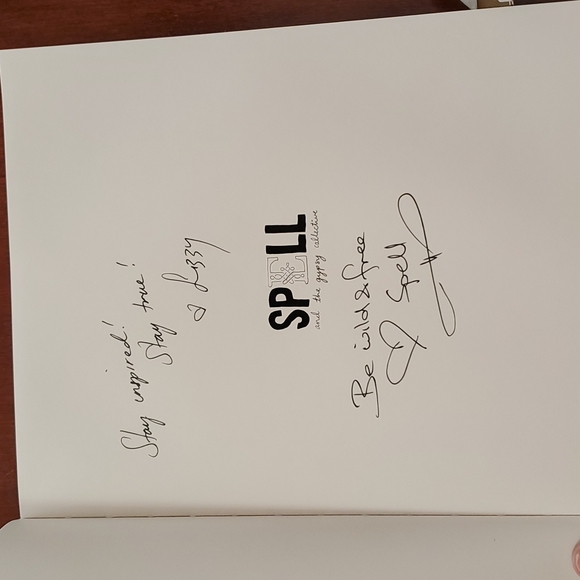 Stay inspired!
Stay true!
♡ Lizzy
SPELL
and the gypsy collective
Be wild & free
♡ Spell